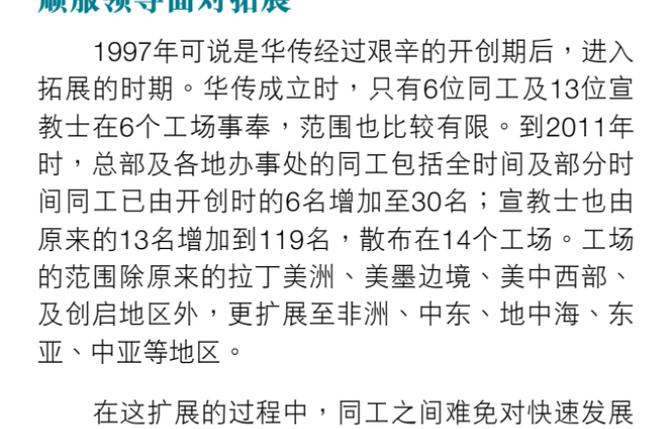 顺服领导面对拓展
1997年可说是华传经过艰辛的开创期后，进入
拓展的时期。华传成立时，只有6位同工及13位宣
教士在6个工场事奉，范围也比较有限。到2011年
时，总部及各地办事处的同工包括全时间及部分时
间同工已由开创时的6名增加至30名；宣教士也由
原来的13名增加到119名，散布在14个工场。工场
的范围除原来的拉丁美洲、美墨边境、美中西部、
及创启地区外，更扩展至非洲、中东、地中海、东
亚、中亚等地区。
在这扩展的过程中，同工之间难免对快速发展